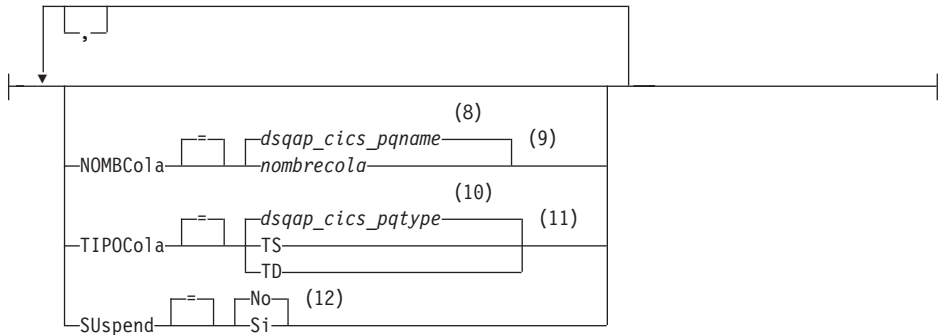 ,
(8)
= dsqap_cics_pqname (9)
NOMBCola nombrecola
(10)
= dsqap_cics_pqtype (11)
TIPOCola TS
TD
= No (12)
SUspend Si